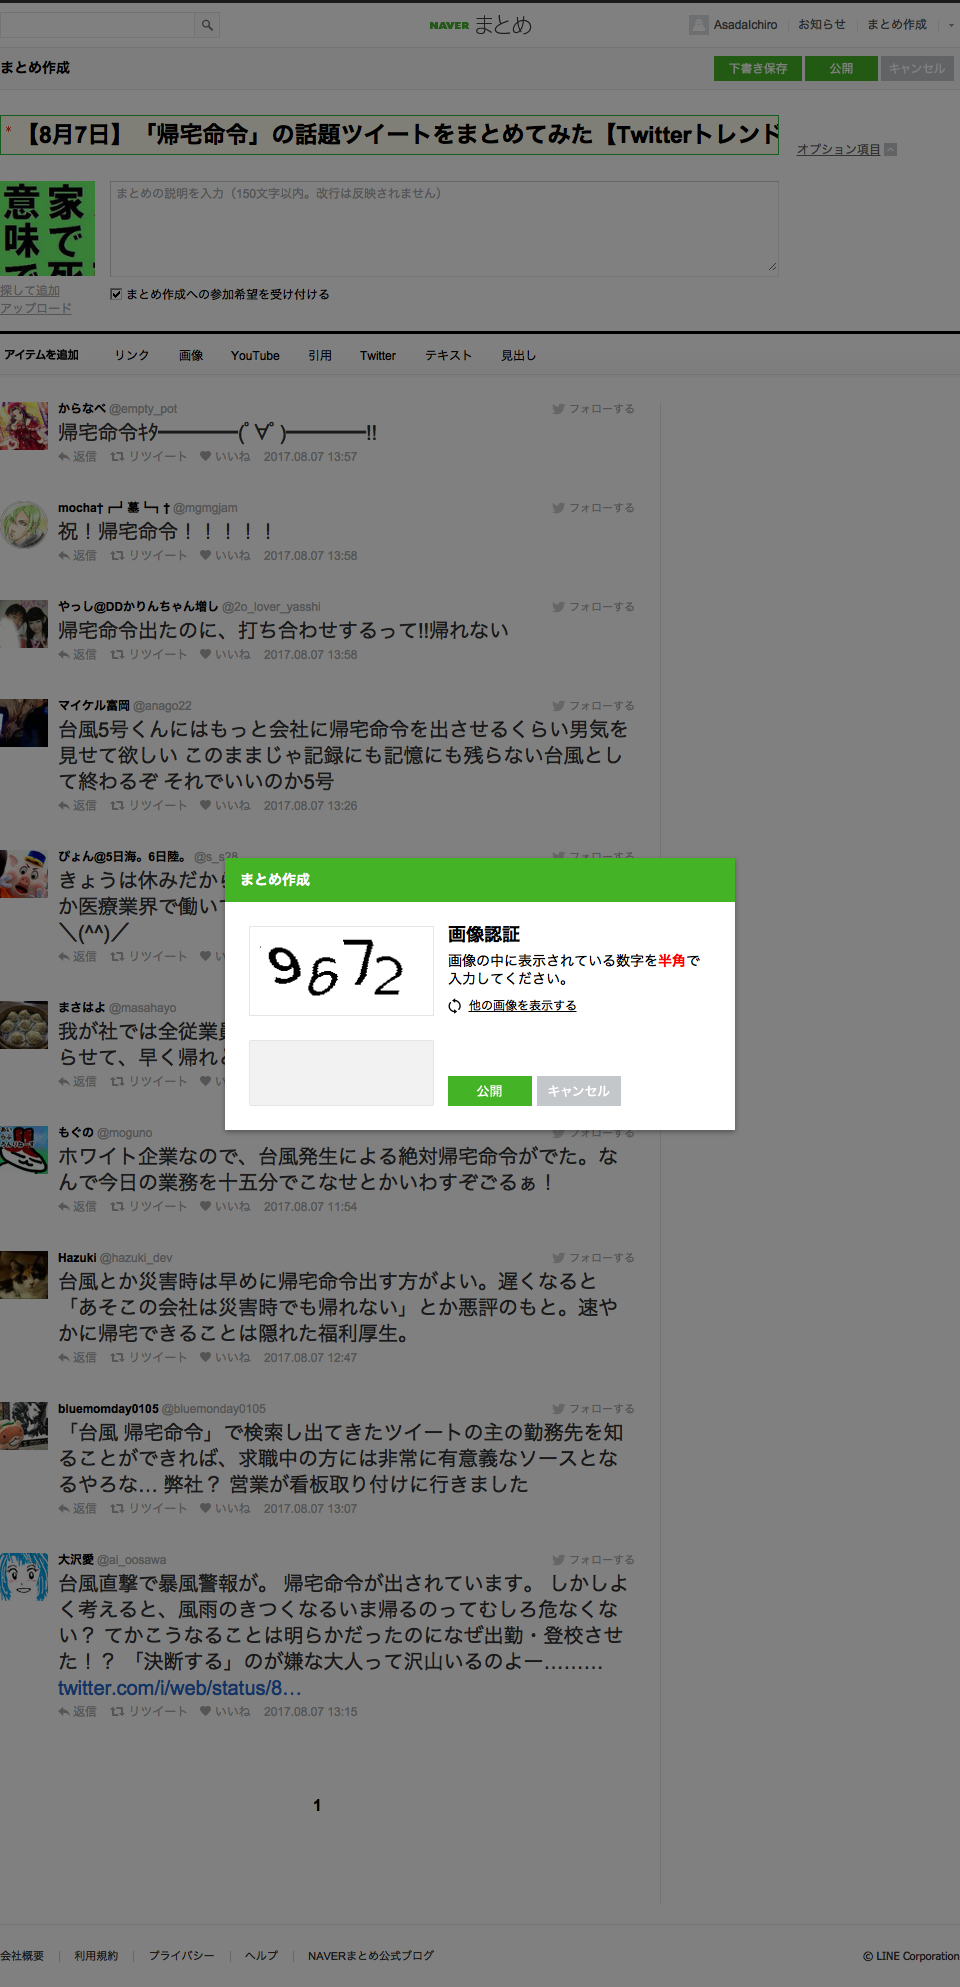 NAVER まとめ
AsadaIchiro
お知らせ
まとめ作成
まとめ作成
下書き保存
公開
キャンセル
* 【8月7日】「帰宅命令」の話題ツイートをまとめてみた【Twitterトレンド
オプション項目
家で
意味で
まとめの説明を入力（150文字以内。改行は反映されません）
探して追加
アップロード
まとめ作成への参加希望を受け付ける
アイテムを追加 リンク 画像 YouTube 引用 Twitter テキスト 見出し
からなべ @empty_pot フォローする
帰宅命令ｷﾀ━━━━(ﾟ∀ﾟ)━━━━!!
返信 リツイート いいね 2017.08.07 13:57
mocha†┏┛墓┗┓† @mgmgjam フォローする
祝！帰宅命令！！！！！
返信 リツイート いいね 2017.08.07 13:58
やっし@DDかりんちゃん増し @2o_lover_yasshi フォローする
帰宅命令出たのに、打ち合わせするって!!帰れない
返信 リツイート いいね 2017.08.07 13:58
マイケル富岡 @anago22 フォローする
台風5号くんにはもっと会社に帰宅命令を出させるくらい男気を
見せて欲しい このままじゃ記録にも記憶にも残らない台風とし
て終わるぞ それでいいのか5号
返信 リツイート いいね 2017.08.07 13:26
ぴょん@5日海。6日陸。 @s_s28 フォローする
きょうは休みだから
か医療業界で働いて
＼(^^)／
返信 リツイート い
まさはよ @masahayo
我が社では全従業員
らせて、早く帰れと
返信 リツイート い
まとめ作成
9672
画像認証
画像の中に表示されている数字を半角で
入力してください。
他の画像を表示する
公開
キャンセル
もぐの @moguno フォローする
ホワイト企業なので、台風発生による絶対帰宅命令がでた。な
んで今日の業務を十五分でこなせとかいわすぞごるぁ！
返信 リツイート いいね 2017.08.07 11:54
Hazuki @hazuki_dev フォローする
台風とか災害時は早めに帰宅命令出す方がよい。遅くなると
「あそこの会社は災害時でも帰れない」とか悪評のもと。速や
かに帰宅できることは隠れた福利厚生。
返信 リツイート いいね 2017.08.07 12:47
bluemomday0105 @bluemonday0105 フォローする
「台風 帰宅命令」で検索し出てきたツイートの主の勤務先を知
ることができれば、求職中の方には非常に有意義なソースとな
るやろな… 弊社？ 営業が看板取り付けに行きました
返信 リツイート いいね 2017.08.07 13:07
大沢愛 @ai_oosawa フォローする
台風直撃で暴風警報が。 帰宅命令が出されています。 しかしよ
く考えると、風雨のきつくなるいま帰るのってむしろ危なくな
い？ てかこうなることは明らかだったのになぜ出勤・登校させ
た！？ 「決断する」のが嫌な大人って沢山いるのよー………
twitter.com/i/web/status/8…
返信 リツイート いいね 2017.08.07 13:15
1
会社概要 利用規約 プライバシー ヘルプ NAVERまとめ公式ブログ
© LINE Corporation